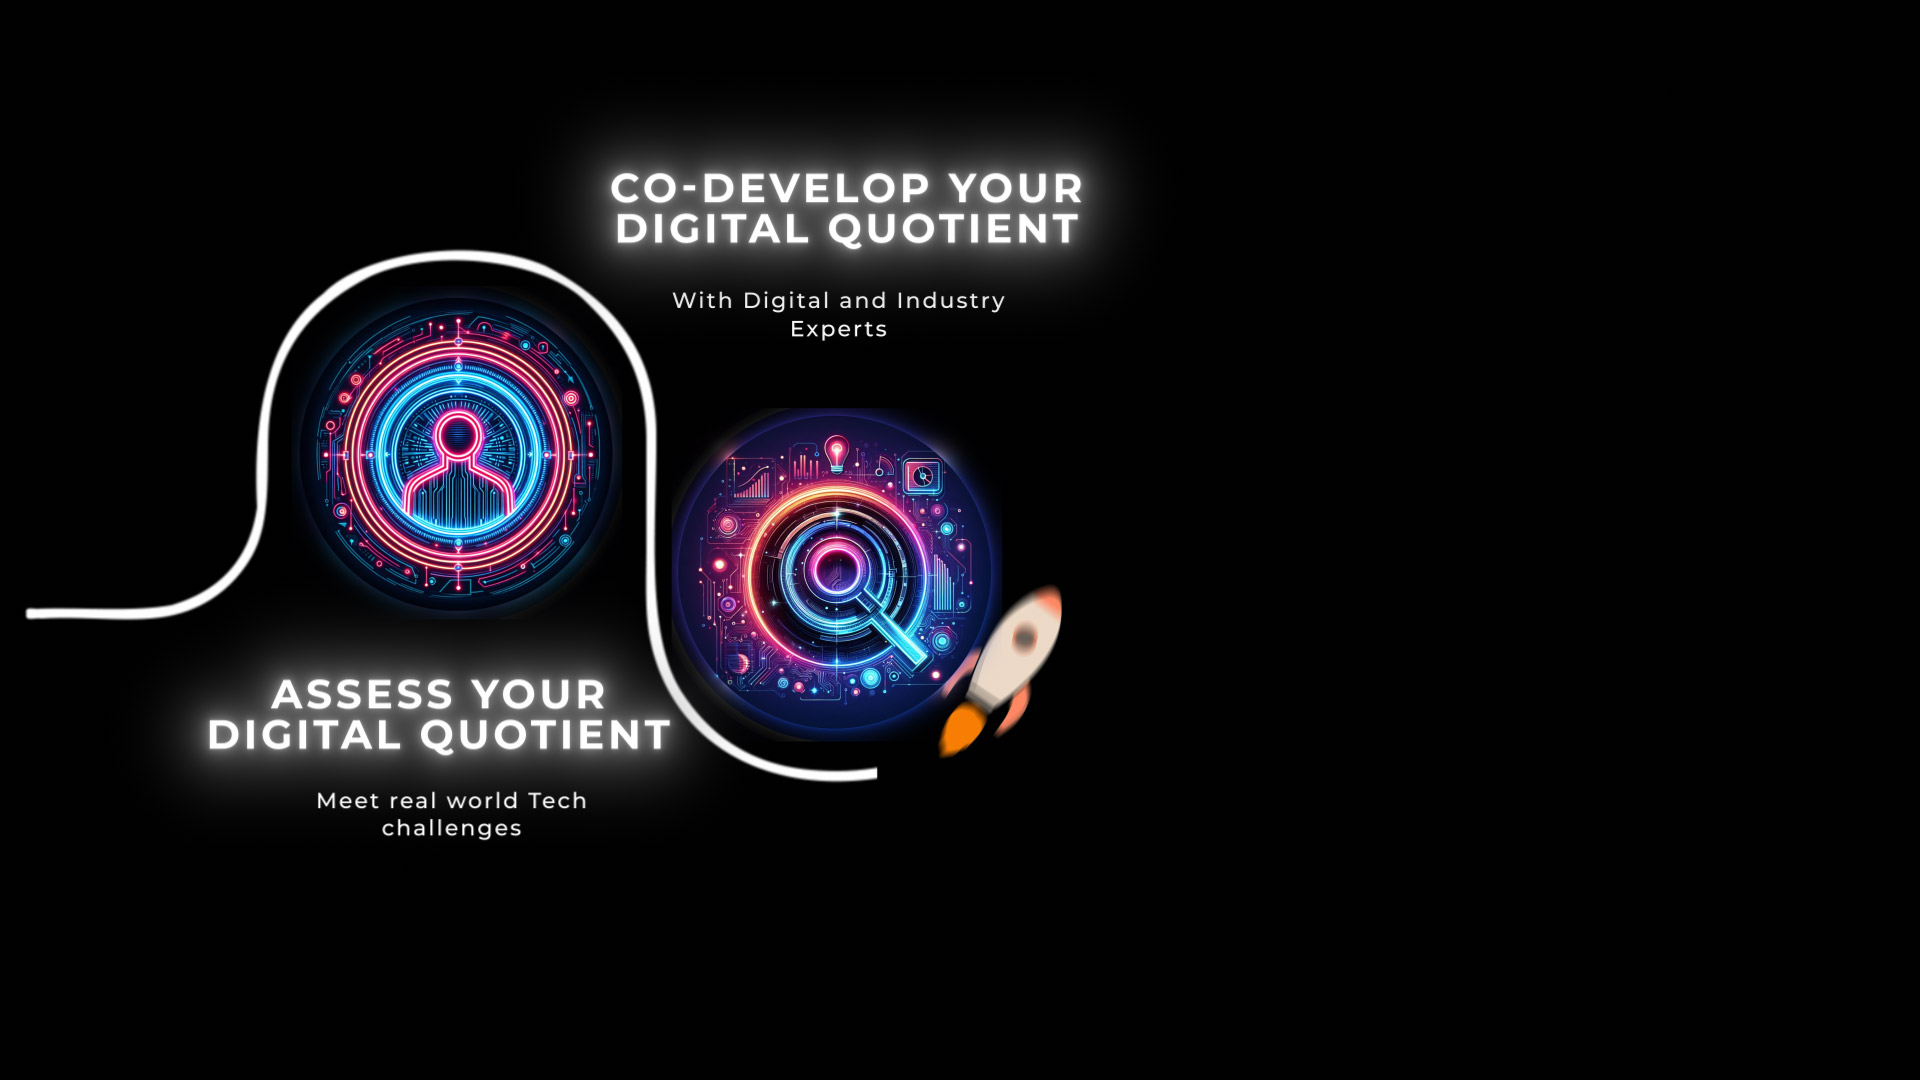 CO-DEVELOP YOUR
DIGITAL QUOTIENT
With Digital and Industry
Experts
ASSESS YOUR
DIGITAL QUOTIENT
Meet real world Tech
challenges